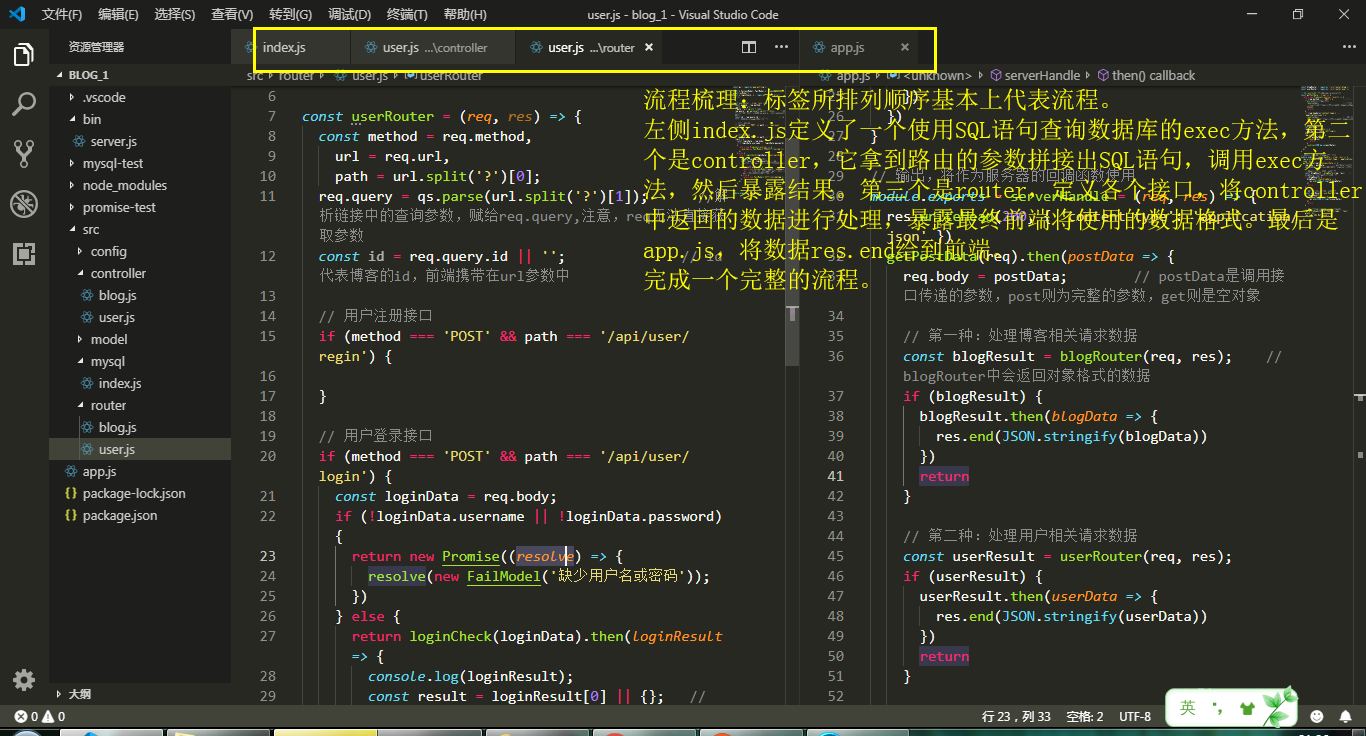 文件(F) 编辑(E) 选择(S) 查看(V) 转到(G) 调试(D) 终端(T) 帮助(H) user.js - blog_1 - Visual Studio Code
资源管理器
BLOG_1
.vscode
bin
server.js
mysql-test
node_modules
promise-test
src
config
controller
blog.js
user.js
model
mysql
index.js
router
blog.js
user.js
app.js
{} package-lock.json
{} package.json
大纲
index.js user.js ...\controller user.js ...\router × ··· app.js × ···
src router user.js userRouter
6
7 const userRouter = (req, res) => {
8 const method = req.method,
9 url = req.url,
10 path = url.split('?')[0];
11 req.query = qs.parse(url.split('?')[1]);
析链接中的查询参数，赋给req.query,注意，
取参数
12 const id = req.query.id || '';
代表博客的id，前端携带在url参数中
13
14 // 用户注册接口
15 if (method === 'POST' && path === '/api/user/
regin') {
16
17 }
18
19 // 用户登录接口
20 if (method === 'POST' && path === '/api/user/
login') {
21 const loginData = req.body;
22 if (!loginData.username || !loginData.password)
{
23 return new Promise((resolve) => {
24 resolve(new FailModel('缺少用户名或密码'));
25 })
26 } else {
27 return loginCheck(loginData).then(loginResult
=> {
28 console.log(loginResult);
29 const result = loginResult[0] || {}; //
app.js <unknown> serverHandle then() callback
流程梳理：标签所排列顺序基本上代表流程。
左侧index.js定义了一个使用SQL语句查询数据库的exec方法，第二
个是controller，它拿到路由的参数拼接出SQL语句，调用exec方
法，然后暴露结果。第三个是router，定义各个接口，将controller
中返回的数据进行处理，暴露最终前端将使用的数据格式。最后是
app.js，将数据res.end给到前端
完成一个完整的流程。
26 })
27 }
28
29 // 输出，将作为服务器的回调函数使用
30 module.exports = serverHandle = (req, res) => {
json' })
getPostData(req).then(postData => {
req.body = postData; // postData是调用接
口传递的参数，post则为完整的参数，get则是空对象
34
35 // 第一种：处理博客相关请求数据
36 const blogResult = blogRouter(req, res); //
blogRouter中会返回对象格式的数据
37 if (blogResult) {
38 blogResult.then(blogData => {
39 res.end(JSON.stringify(blogData))
40 })
41 return
42 }
43
44 // 第二种：处理用户相关请求数据
45 const userResult = userRouter(req, res);
46 if (userResult) {
47 userResult.then(userData => {
48 res.end(JSON.stringify(userData))
49 })
50 return
51 }
52
0 0 行 23，列 33 空格: 2 UTF-8 英